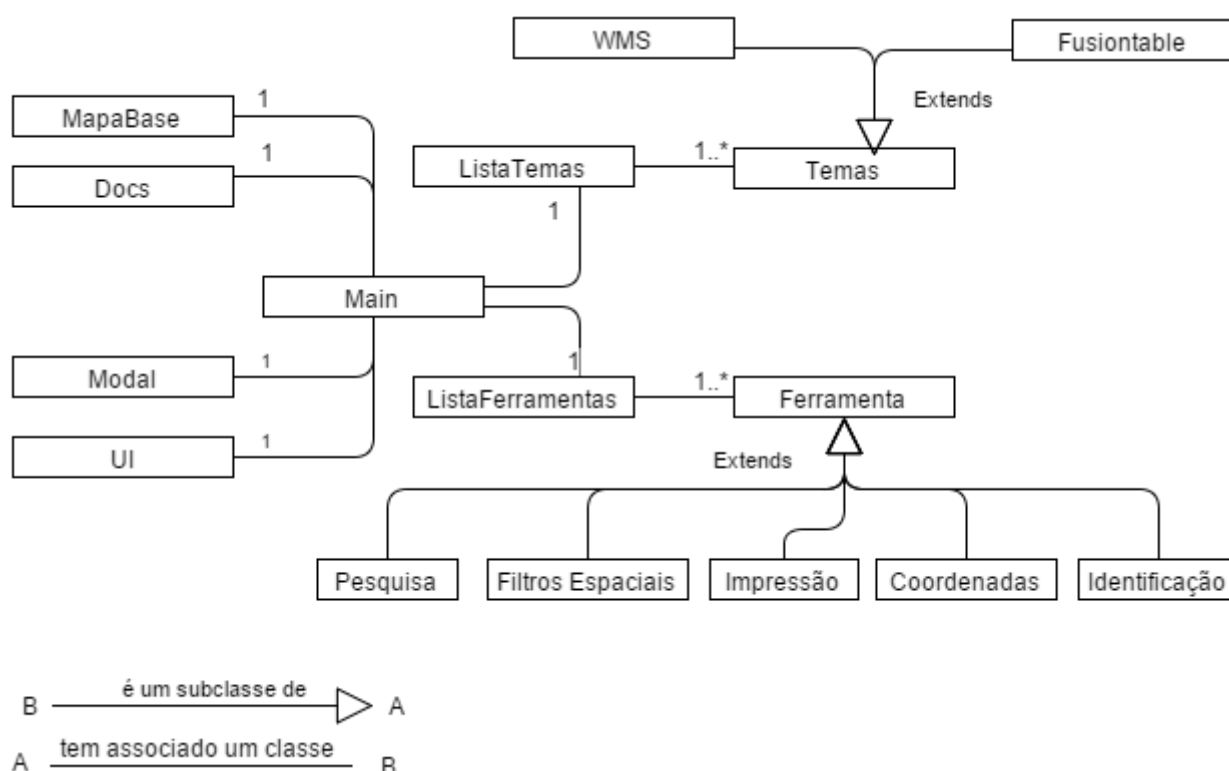 WMS
Fusiontable
Extends
MapaBase
1
Docs
1
ListaTemas
1..*
Temas
1
Main
Modal
1
1
ListaFerramentas
1..*
Ferramenta
UI
1
Extends
Pesquisa
Filtros Espaciais
Impressão
Coordenadas
Identificação
B
é um subclasse de
A
A
tem associado um classe
B